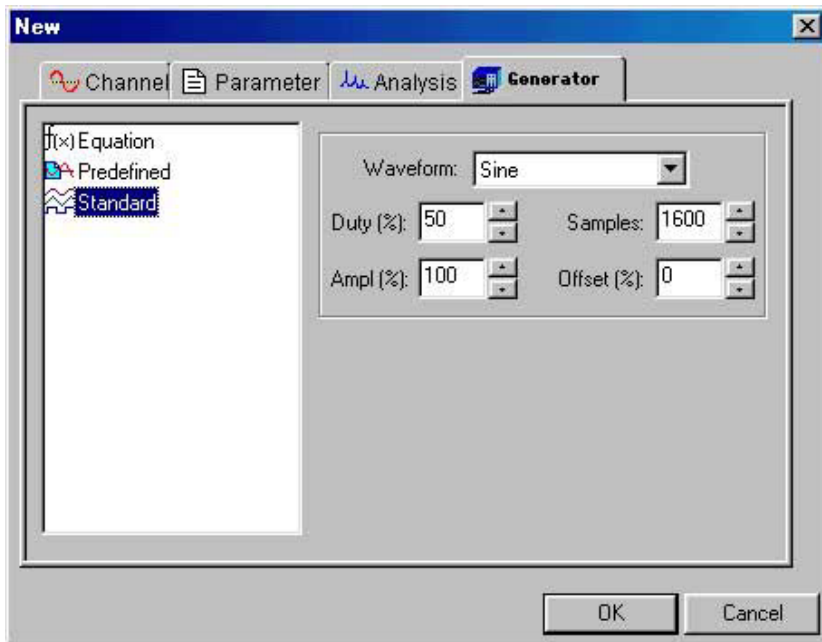 New
Channel Parameter Analysis Generator
f(x) Equation
Predefined
Standard
Waveform: Sine
Duty (%): 50 Samples: 1600
Ampl (%): 100 Offset (%): 0
OK Cancel